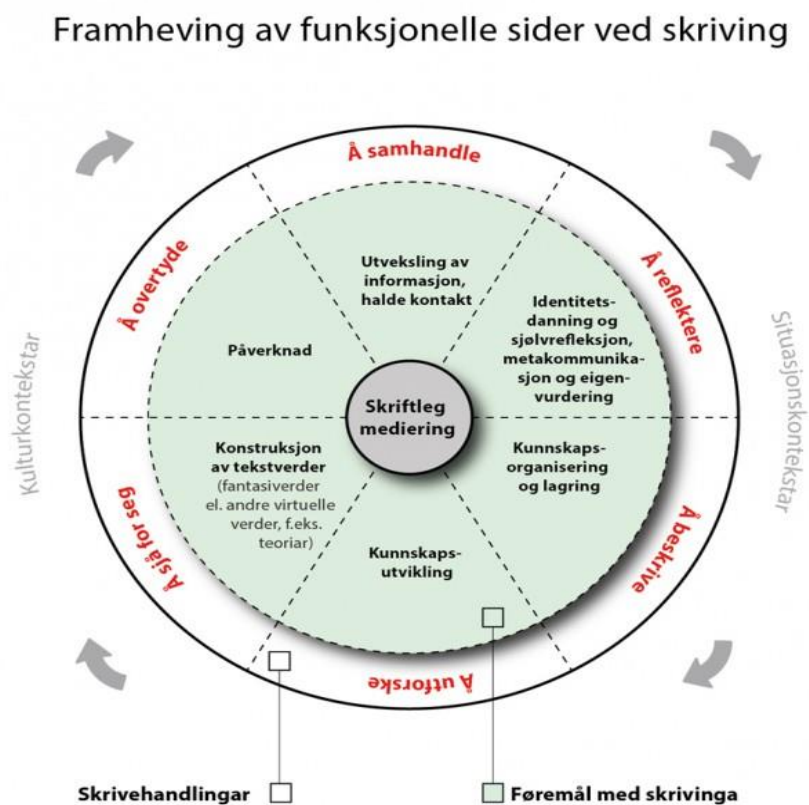 Framheving av funksjonelle sider ved skriving
Å samhandle
Å overtyde
Å reflektere
Utveksling av
informasjon,
halde kontakt
Identitets-
danning og
sjølvrefleksjon,
metakommunika-
sjon og eigen-
vurdering
Påverknad
Kulturkontekstar
Situasjonskontekstar
Skriftleg
mediering
Konstruksjon
av tekstverder
(fantasiverder
el. andre virtuelle
verder, f.eks.
teoriar)
Kunnskaps-
organisering
og lagring
Kunnskaps-
utvikling
Å sjå for seg
Å beskrive
Å utforske
Skrivehandlingar
Føremål med skrivinga